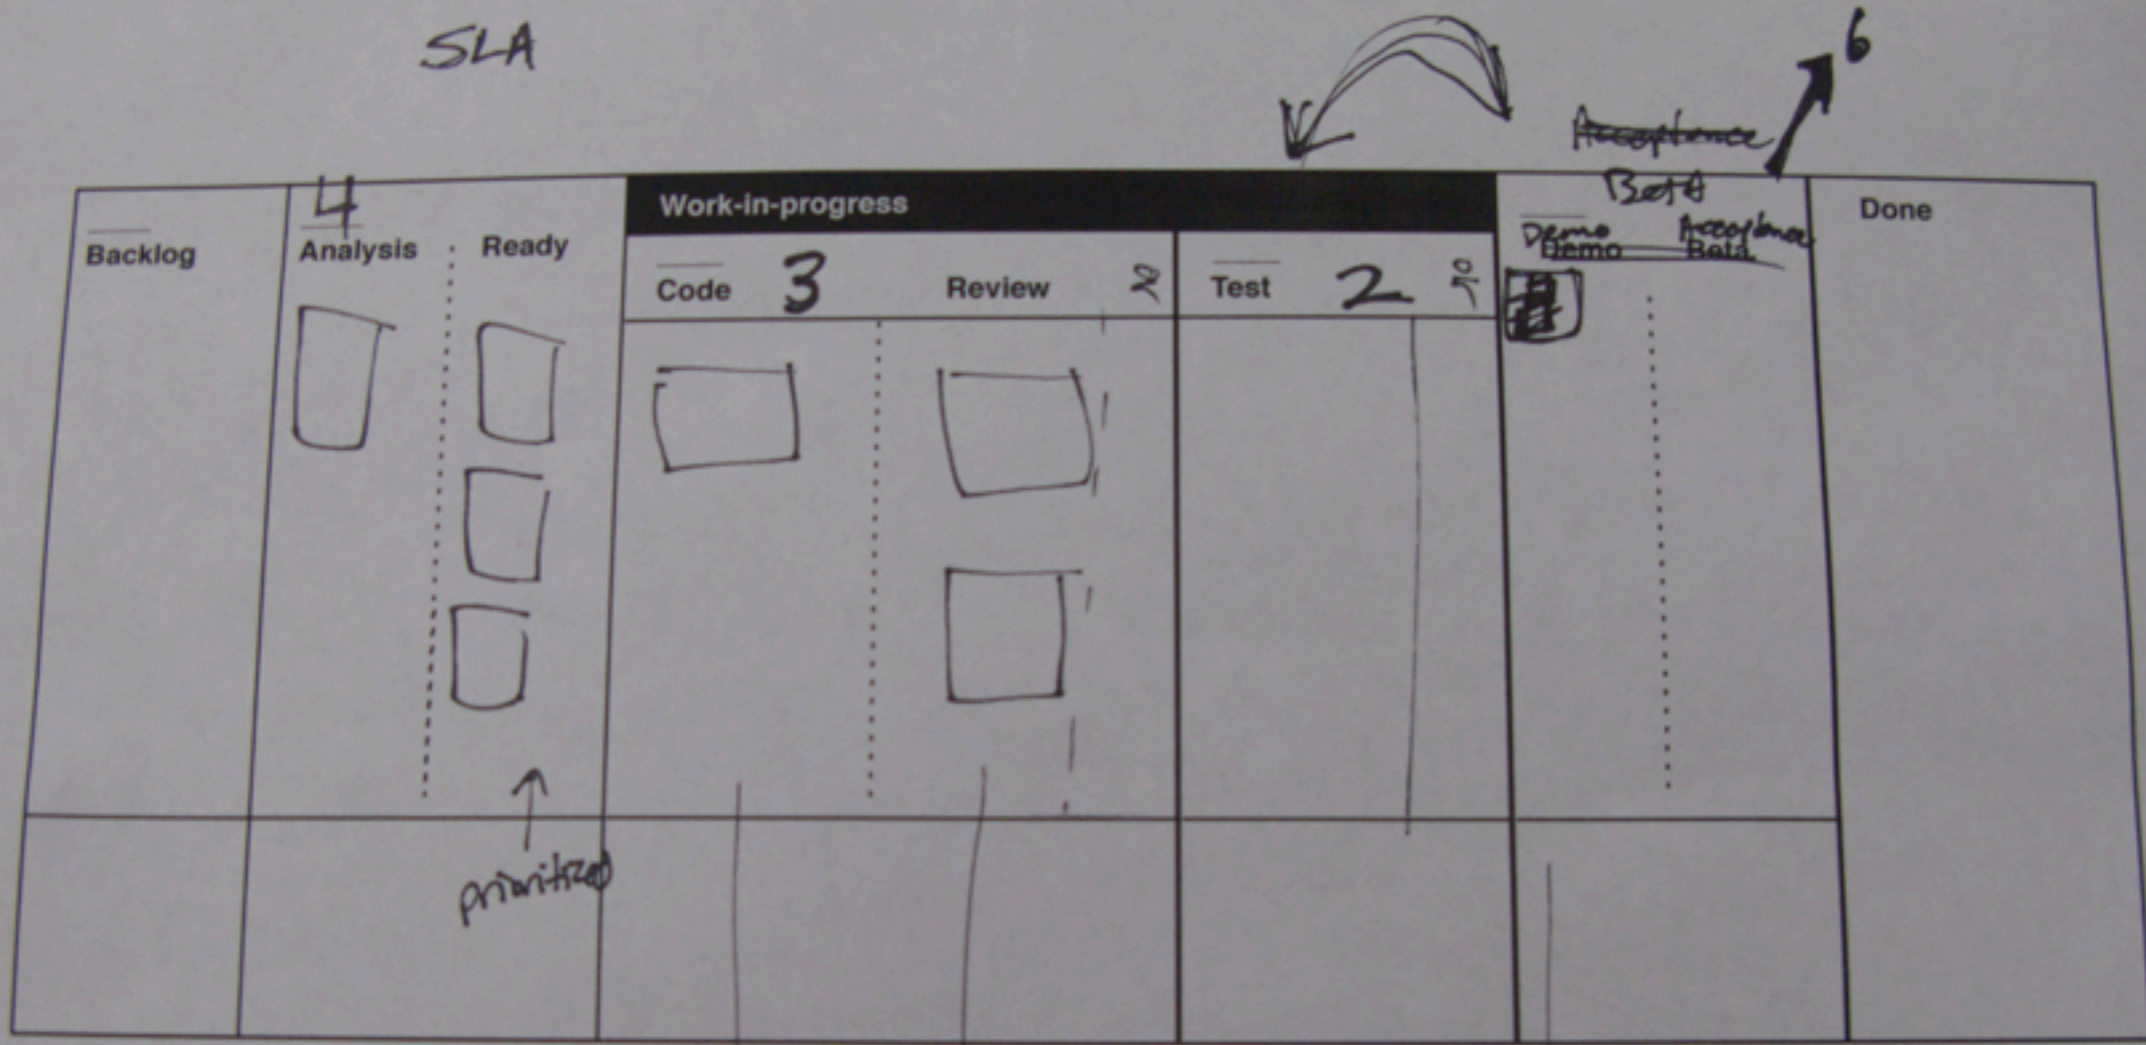 SLA
6
Acceptance
Beta
4
Work-in-progress
Done
Backlog
Analysis
Ready
Demo Acceptance
Demo Beta
Code 3
Review
Test 2
prioritized